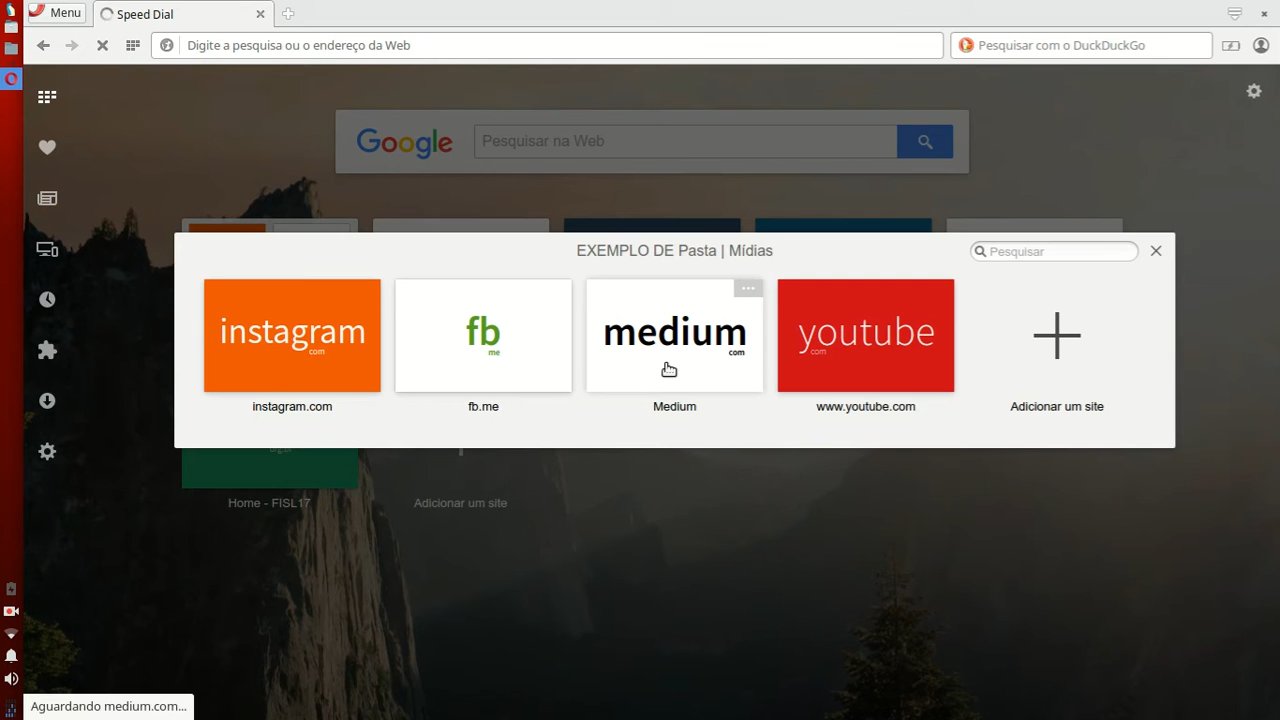 Menu
Speed Dial
Digite a pesquisa ou o endereço da Web
Pesquisar com o DuckDuckGo
Google
Pesquisar na Web
EXEMPLO DE Pasta | Mídias
Pesquisar
instagram
com
fb
me
medium
com
youtube
com
instagram.com
fb.me
Medium
www.youtube.com
Adicionar um site
Home - FISL17
Adicionar um site
Aguardando medium.com...